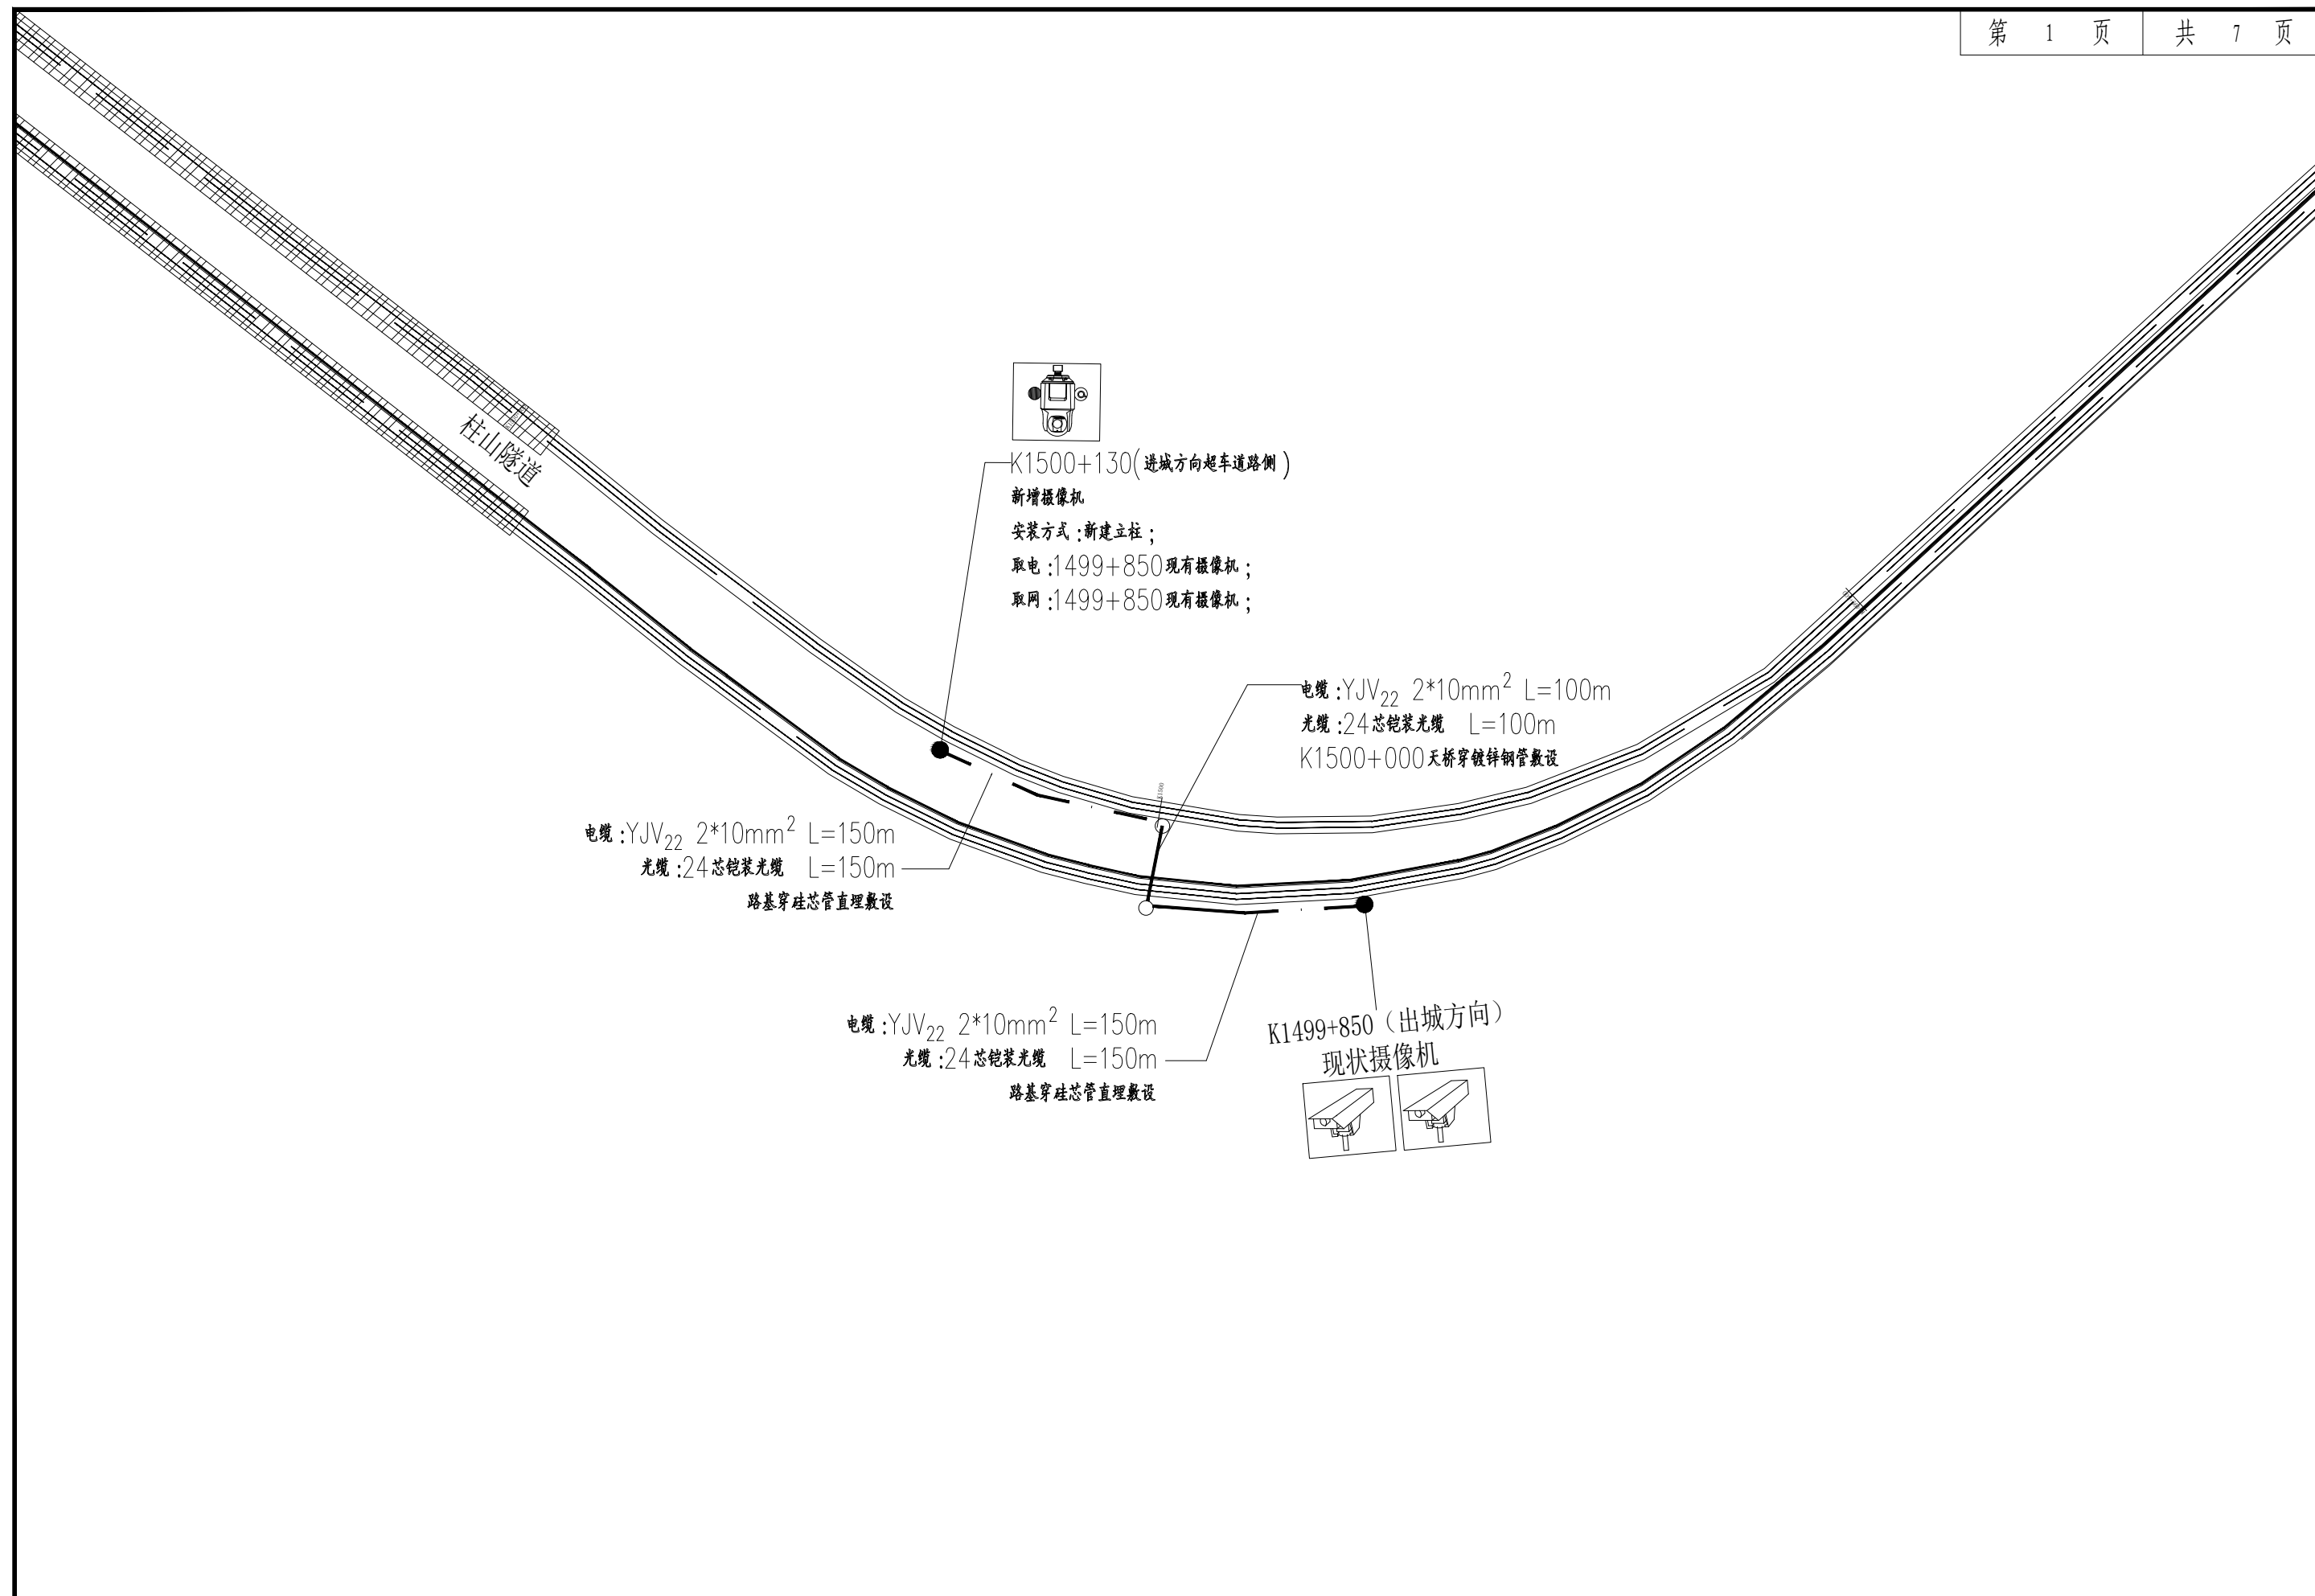 第 1 页 共 7 页
柱山隧道
K1500+130(进城方向超车道路侧)
新增摄像机
安装方式:新建立柱;
取电:1499+850现有摄像机;
取网:1499+850现有摄像机;
电缆:YJV22 2*10mm² L=100m
光缆:24芯铠装光缆 L=100m
K1500+000天桥穿镀锌钢管敷设
K1500
电缆:YJV22 2*10mm² L=150m
光缆:24芯铠装光缆 L=150m
路基穿硅芯管直埋敷设
电缆:YJV22 2*10mm² L=150m
光缆:24芯铠装光缆 L=150m
路基穿硅芯管直埋敷设
K1499+850（出城方向）
现状摄像机